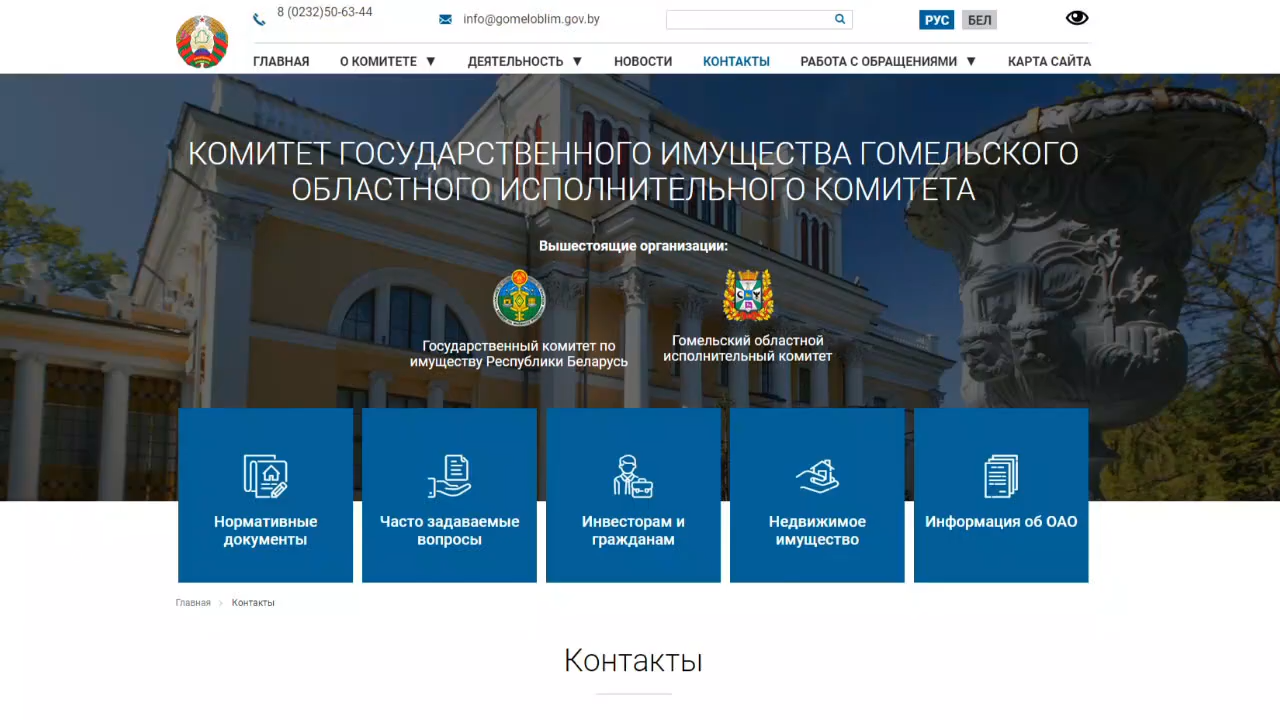 8 (0232)50-63-44
info@gomeloblim.gov.by
РУС
БЕЛ
ГЛАВНАЯ
О КОМИТЕТЕ ▼
ДЕЯТЕЛЬНОСТЬ ▼
НОВОСТИ
КОНТАКТЫ
РАБОТА С ОБРАЩЕНИЯМИ ▼
КАРТА САЙТА
КОМИТЕТ ГОСУДАРСТВЕННОГО ИМУЩЕСТВА ГОМЕЛЬСКОГО
ОБЛАСТНОГО ИСПОЛНИТЕЛЬНОГО КОМИТЕТА
Вышестоящие организации:
Государственный комитет по
имуществу Республики Беларусь
Гомельский областной
исполнительный комитет
Нормативные
документы
Часто задаваемые
вопросы
Инвесторам и
гражданам
Недвижимое
имущество
Информация об ОАО
Главная > Контакты
Контакты